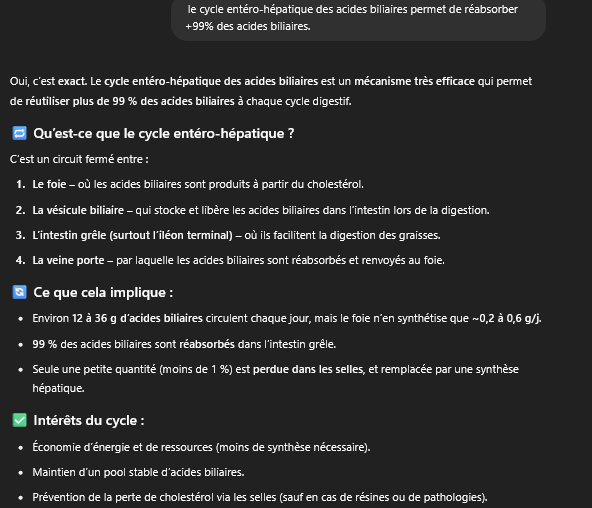 le cycle entéro-hépatique des acides biliaires permet de réabsorber
+99% des acides biliaires.
Oui, c'est exact. Le cycle entéro-hépatique des acides biliaires est un mécanisme très efficace qui permet
de réutiliser plus de 99 % des acides biliaires à chaque cycle digestif.
Qu'est-ce que le cycle entéro-hépatique ?
C'est un circuit fermé entre :
1. Le foie – où les acides biliaires sont produits à partir du cholestérol.
2. La vésicule biliaire – qui stocke et libère les acides biliaires dans l'intestin lors de la digestion.
3. L'intestin grêle (surtout l'iléon terminal) – où ils facilitent la digestion des graisses.
4. La veine porte – par laquelle les acides biliaires sont réabsorbés et renvoyés au foie.
Ce que cela implique :
• Environ 12 à 36 g d'acides biliaires circulent chaque jour, mais le foie n'en synthétise que ~0,2 à 0,6 g/j.
• 99 % des acides biliaires sont réabsorbés dans l'intestin grêle.
• Seule une petite quantité (moins de 1 %) est perdue dans les selles, et remplacée par une synthèse
hépatique.
Intérêts du cycle :
• Économie d'énergie et de ressources (moins de synthèse nécessaire).
• Maintien d'un pool stable d'acides biliaires.
• Prévention de la perte de cholestérol via les selles (sauf en cas de résines ou de pathologies).